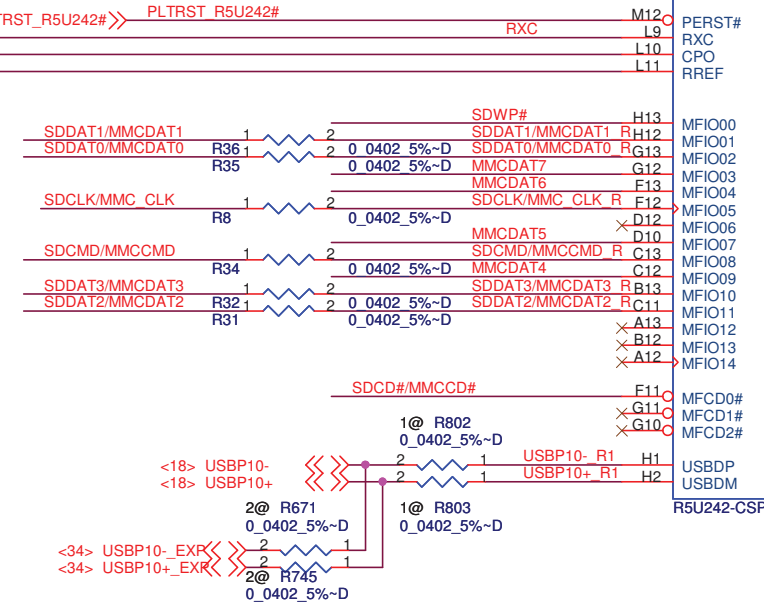 TRST_R5U242# PLTRST_R5U242# M12 PERST#
RXC L9 RXC
L10 CPO
L11 RREF
SDWP# H13 MFIO00
SDDAT1/MMCDAT1 1 2 SDDAT1/MMCDAT1_R H12 MFIO01
SDDAT0/MMCDAT0 R36 1 2 0_0402_5%~D SDDAT0/MMCDAT0_R G13 MFIO02
R35 0_0402_5%~D MMCDAT7 G12 MFIO03
MMCDAT6 F13 MFIO04
SDCLK/MMC_CLK 1 2 SDCLK/MMC_CLK_R F12 MFIO05
R8 0_0402_5%~D D12 MFIO06
MMCDAT5 D10 MFIO07
SDCMD/MMCCMD 1 2 SDCMD/MMCCMD_R C13 MFIO08
R34 0_0402_5%~D MMCDAT4 C12 MFIO09
SDDAT3/MMCDAT3 1 2 SDDAT3/MMCDAT3_R B13 MFIO10
SDDAT2/MMCDAT2 R32 1 2 0_0402_5%~D SDDAT2/MMCDAT2_R C11 MFIO11
R31 0_0402_5%~D A13 MFIO12
B12 MFIO13
A12 MFIO14
SDCD#/MMCCD# F11 MFCD0#
G11 MFCD1#
1@ R802 G10 MFCD2#
0_0402_5%~D
<18> USBP10- 2 1 USBP10-_R1 H1 USBDP
<18> USBP10+ 2 1 USBP10+_R1 H2 USBDM
2@ R671 1@ R803 R5U242-CSP
0_0402_5%~D 0_0402_5%~D
<34> USBP10-_EXP 2 1
<34> USBP10+_EXP 2 1
2@ R745
0_0402_5%~D